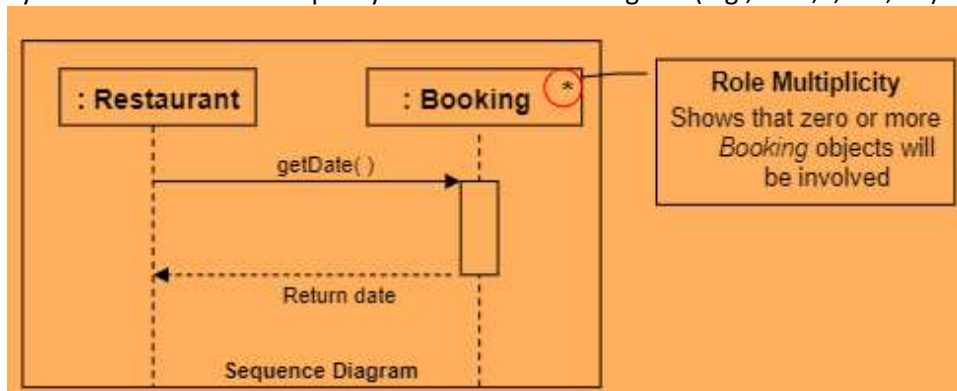 : Restaurant
: Booking *
getDate( )
Return date
Sequence Diagram
Role Multiplicity
Shows that zero or more
Booking objects will
be involved